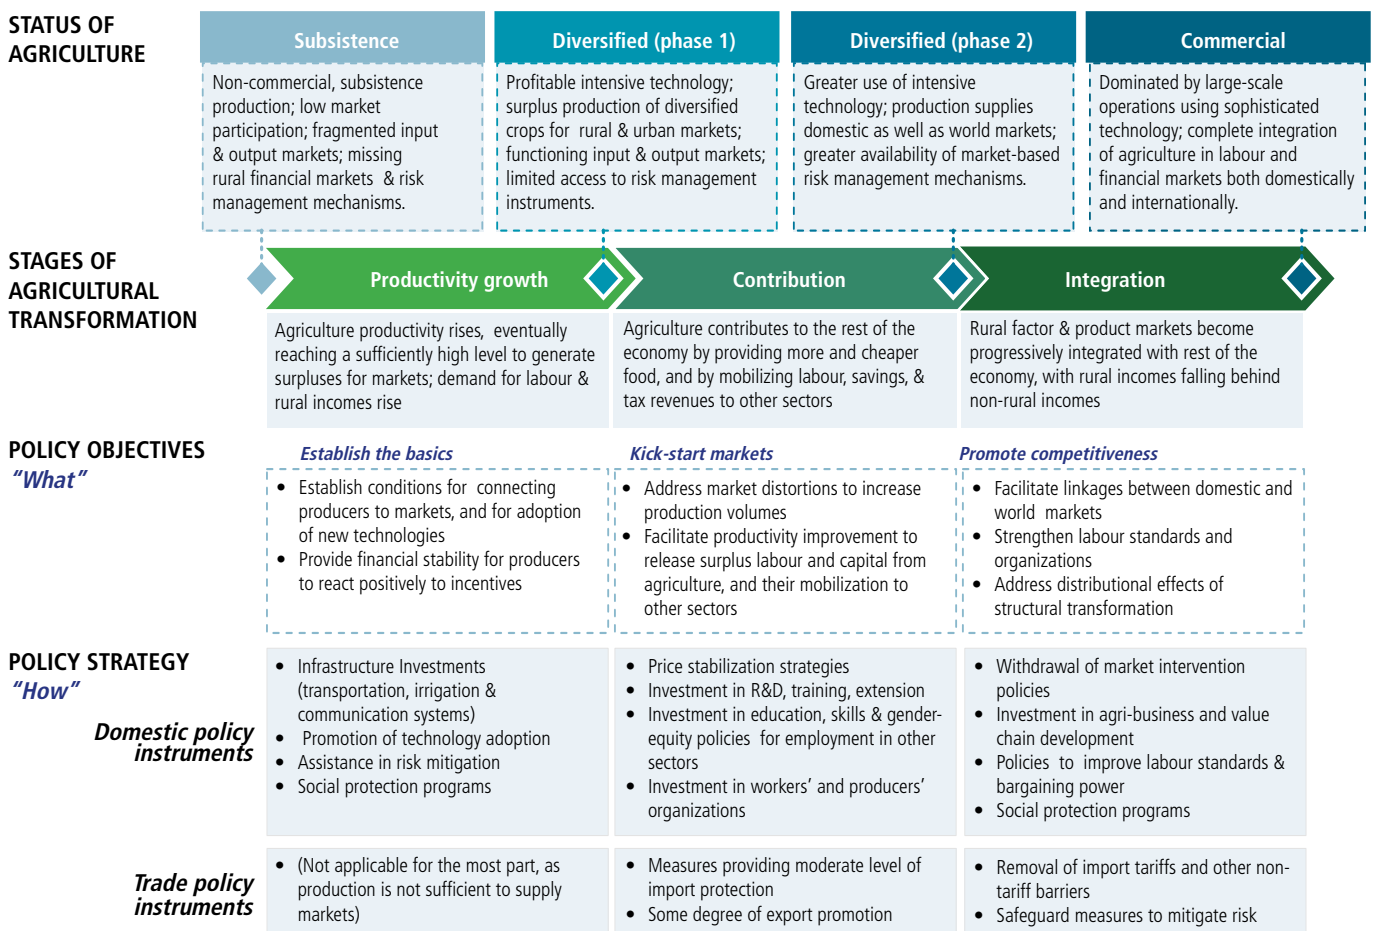 STATUS OF
AGRICULTURE
Subsistence
Non-commercial, subsistence
production; low market
participation; fragmented input
& output markets; missing
rural financial markets & risk
management mechanisms.
Diversified (phase 1)
Profitable intensive technology;
surplus production of diversified
crops for rural & urban markets;
functioning input & output markets;
limited access to risk management
instruments.
Diversified (phase 2)
Greater use of intensive
technology; production supplies
domestic as well as world markets;
greater availability of market-based
risk management mechanisms.
Commercial
Dominated by large-scale
operations using sophisticated
technology; complete integration
of agriculture in labour and
financial markets both domestically
and internationally.
STAGES OF
AGRICULTURAL
TRANSFORMATION
Productivity growth
Agriculture productivity rises, eventually
reaching a sufficiently high level to generate
surpluses for markets; demand for labour &
rural incomes rise
Contribution
Agriculture contributes to the rest of the
economy by providing more and cheaper
food, and by mobilizing labour, savings, &
tax revenues to other sectors
Integration
Rural factor & product markets become
progressively integrated with rest of the
economy, with rural incomes falling behind
non-rural incomes
POLICY OBJECTIVES
“What”
Establish the basics
• Establish conditions for connecting
producers to markets, and for adoption
of new technologies
• Provide financial stability for producers
to react positively to incentives
Kick-start markets
• Address market distortions to increase
production volumes
• Facilitate productivity improvement to
release surplus labour and capital from
agriculture, and their mobilization to
other sectors
Promote competitiveness
• Facilitate linkages between domestic and
world markets
• Strengthen labour standards and
organizations
• Address distributional effects of
structural transformation
POLICY STRATEGY
“How”
Domestic policy
instruments
• Infrastructure Investments
(transportation, irrigation &
communication systems)
• Promotion of technology adoption
• Assistance in risk mitigation
• Social protection programs
• Price stabilization strategies
• Investment in R&D, training, extension
• Investment in education, skills & gender-
equity policies for employment in other
sectors
• Investment in workers’ and producers’
organizations
• Withdrawal of market intervention
policies
• Investment in agri-business and value
chain development
• Policies to improve labour standards &
bargaining power
• Social protection programs
Trade policy
instruments
• (Not applicable for the most part, as
production is not sufficient to supply
markets)
• Measures providing moderate level of
import protection
• Some degree of export promotion
• Removal of import tariffs and other non-
tariff barriers
• Safeguard measures to mitigate risk